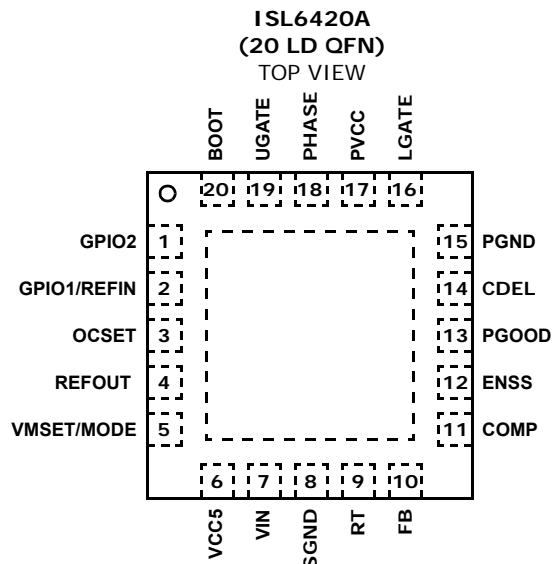 ISL6420A
(20 LD QFN)
TOP VIEW
BOOT
UGATE
PHASE
PVCC
LGATE
20
19
18
17
16
GPIO2 1
15 PGND
GPIO1/REFIN 2
14 CDEL
OCSET 3
13 PGOOD
REFOUT 4
12 ENSS
VMSET/MODE 5
11 COMP
6
7
8
9
10
VCC5
VIN
SGND
RT
FB